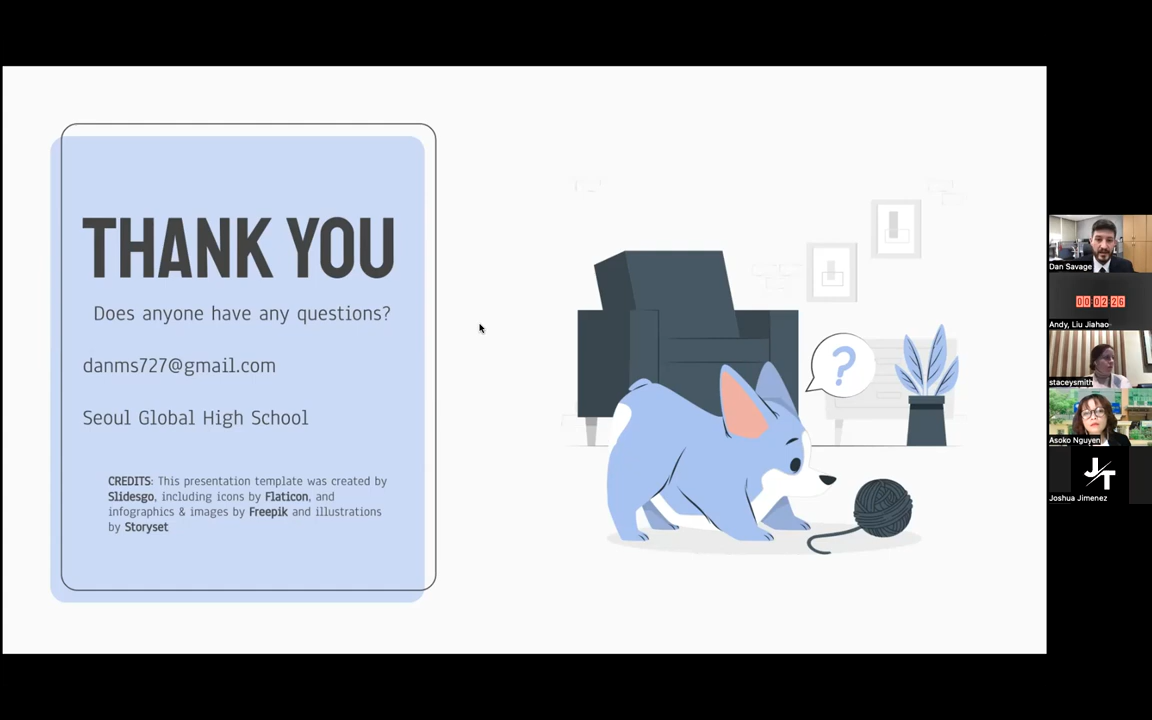 THANK YOU
Does anyone have any questions?
danms727@gmail.com
Seoul Global High School
CREDITS: This presentation template was created by
Slidesgo, including icons by Flaticon, and
infographics & images by Freepik and illustrations
by Storyset
?
Dan Savage
00:02:26
Andy, Liu Jiahao
staceysmith
Asoko Nguyen
J/T
Joshua Jimenez